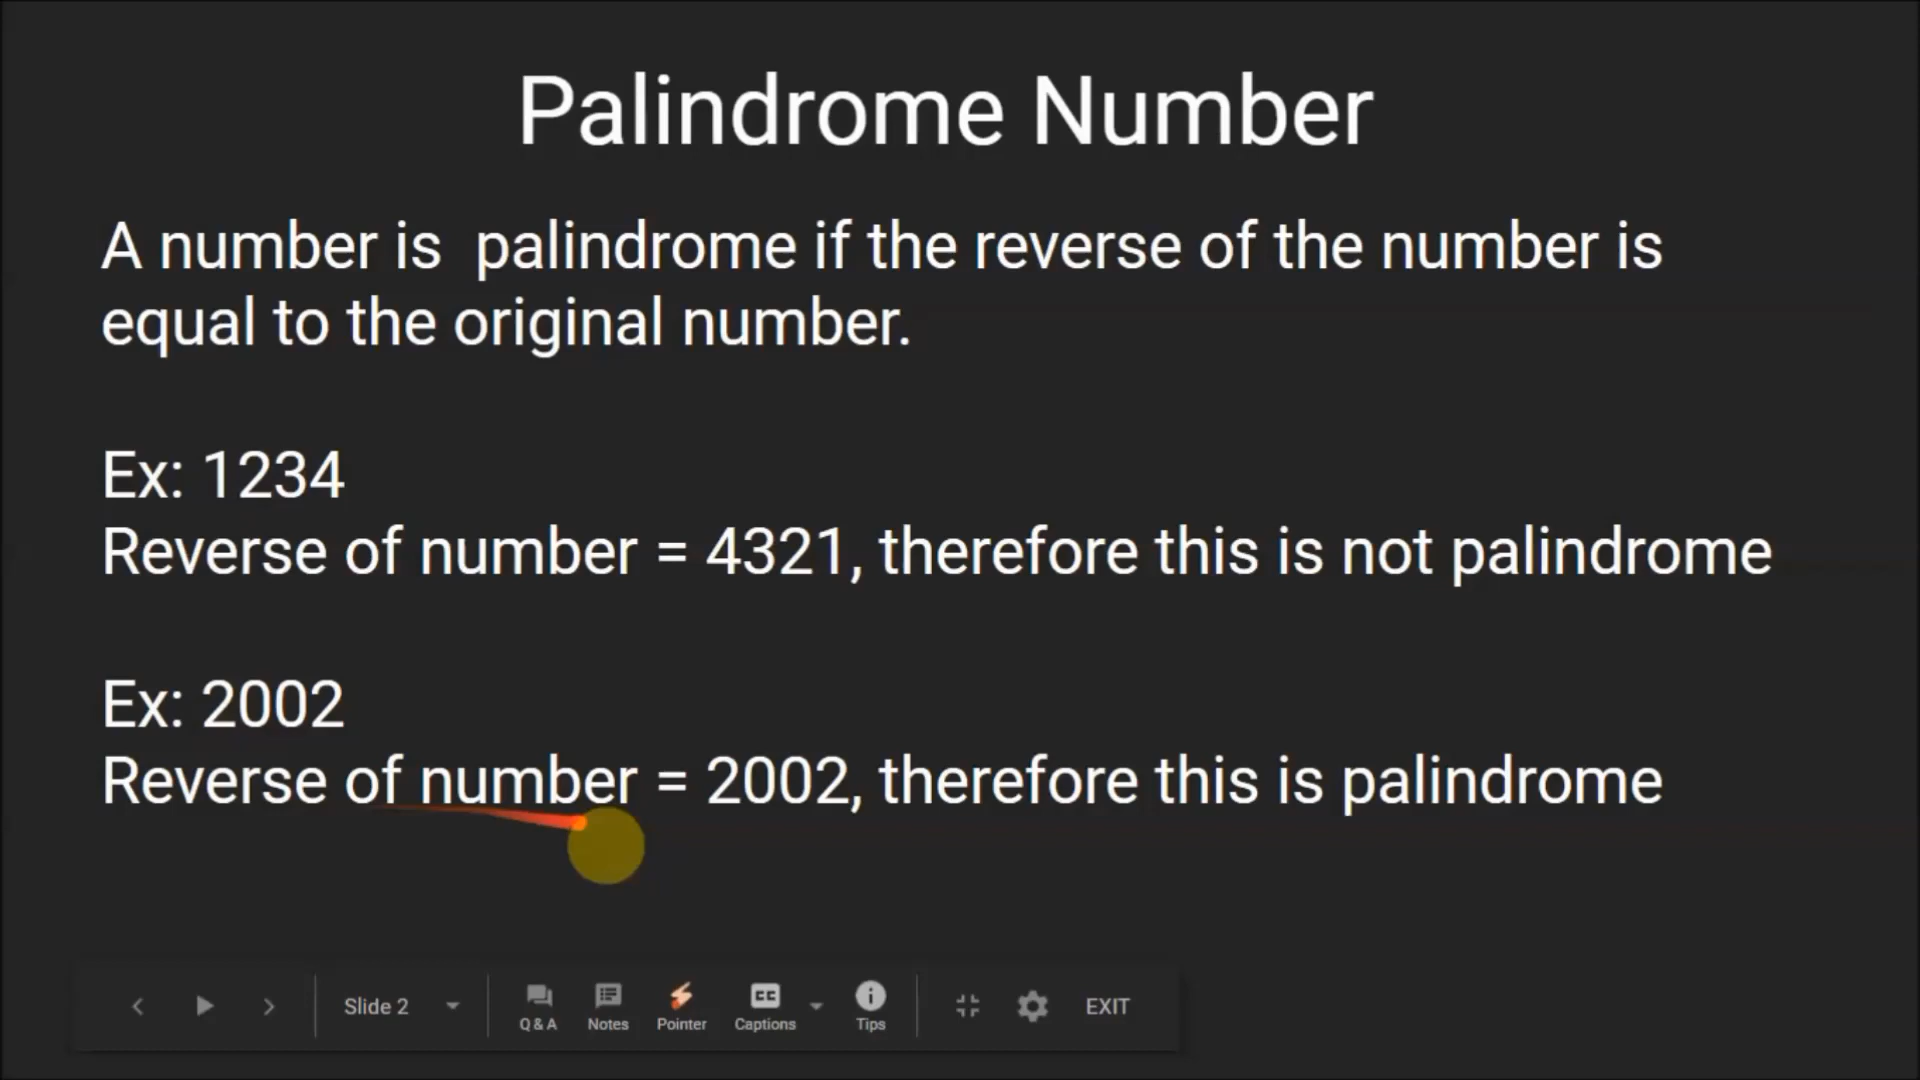 Palindrome Number
A number is  palindrome if the reverse of the number is
equal to the original number.
Ex: 1234
Reverse of number = 4321, therefore this is not palindrome
Ex: 2002
Reverse of number = 2002, therefore this is palindrome
Slide 2
Q & A
Notes
Pointer
CC
Captions
Tips
EXIT